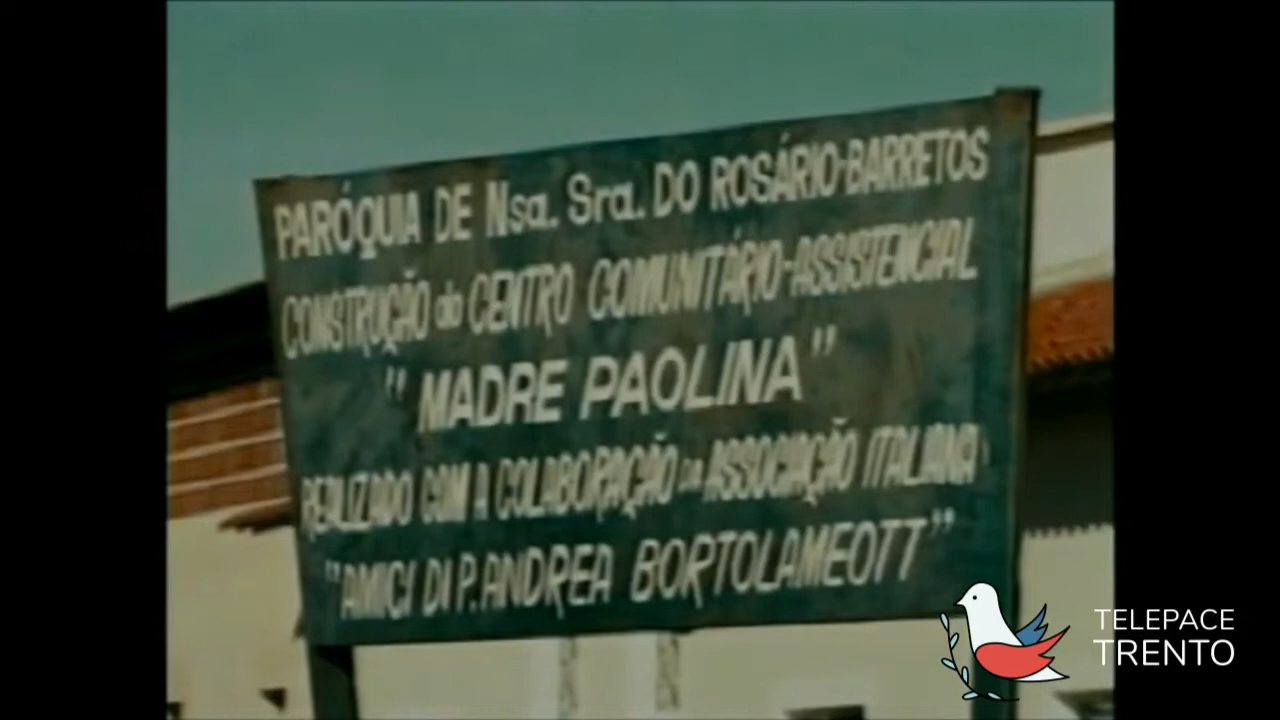 PARÓQUIA DE Nsa. Sra. DO ROSÁRIO-BARRETOS
CONSTRUÇÃO do CENTRO COMUNITÁRIO-ASSISTENCIAL
"MADRE PAOLINA"
REALIZADO COM A COLABORAÇÃO DA ASSOCIAÇÃO ITALIANA
"AMICI DI P. ANDREA BORTOLAMEOTT"
TELEPACE
TRENTO